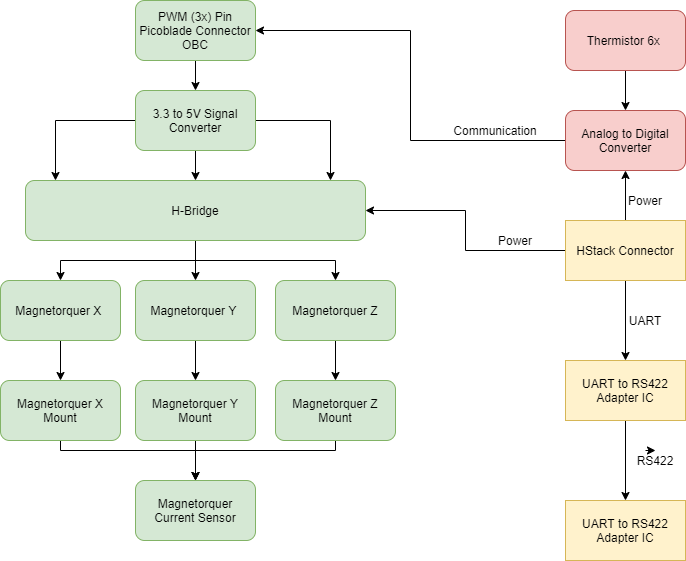 PWM (3x) Pin
Picoblade Connector
OBC
Thermistor 6x
3.3 to 5V Signal
Converter
Communication
Analog to Digital
Converter
H-Bridge
Power
Power
HStack Connector
Magnetorquer X
Magnetorquer Y
Magnetorquer Z
UART
Magnetorquer X
Mount
Magnetorquer Y
Mount
Magnetorquer Z
Mount
UART to RS422
Adapter IC
RS422
Magnetorquer
Current Sensor
UART to RS422
Adapter IC